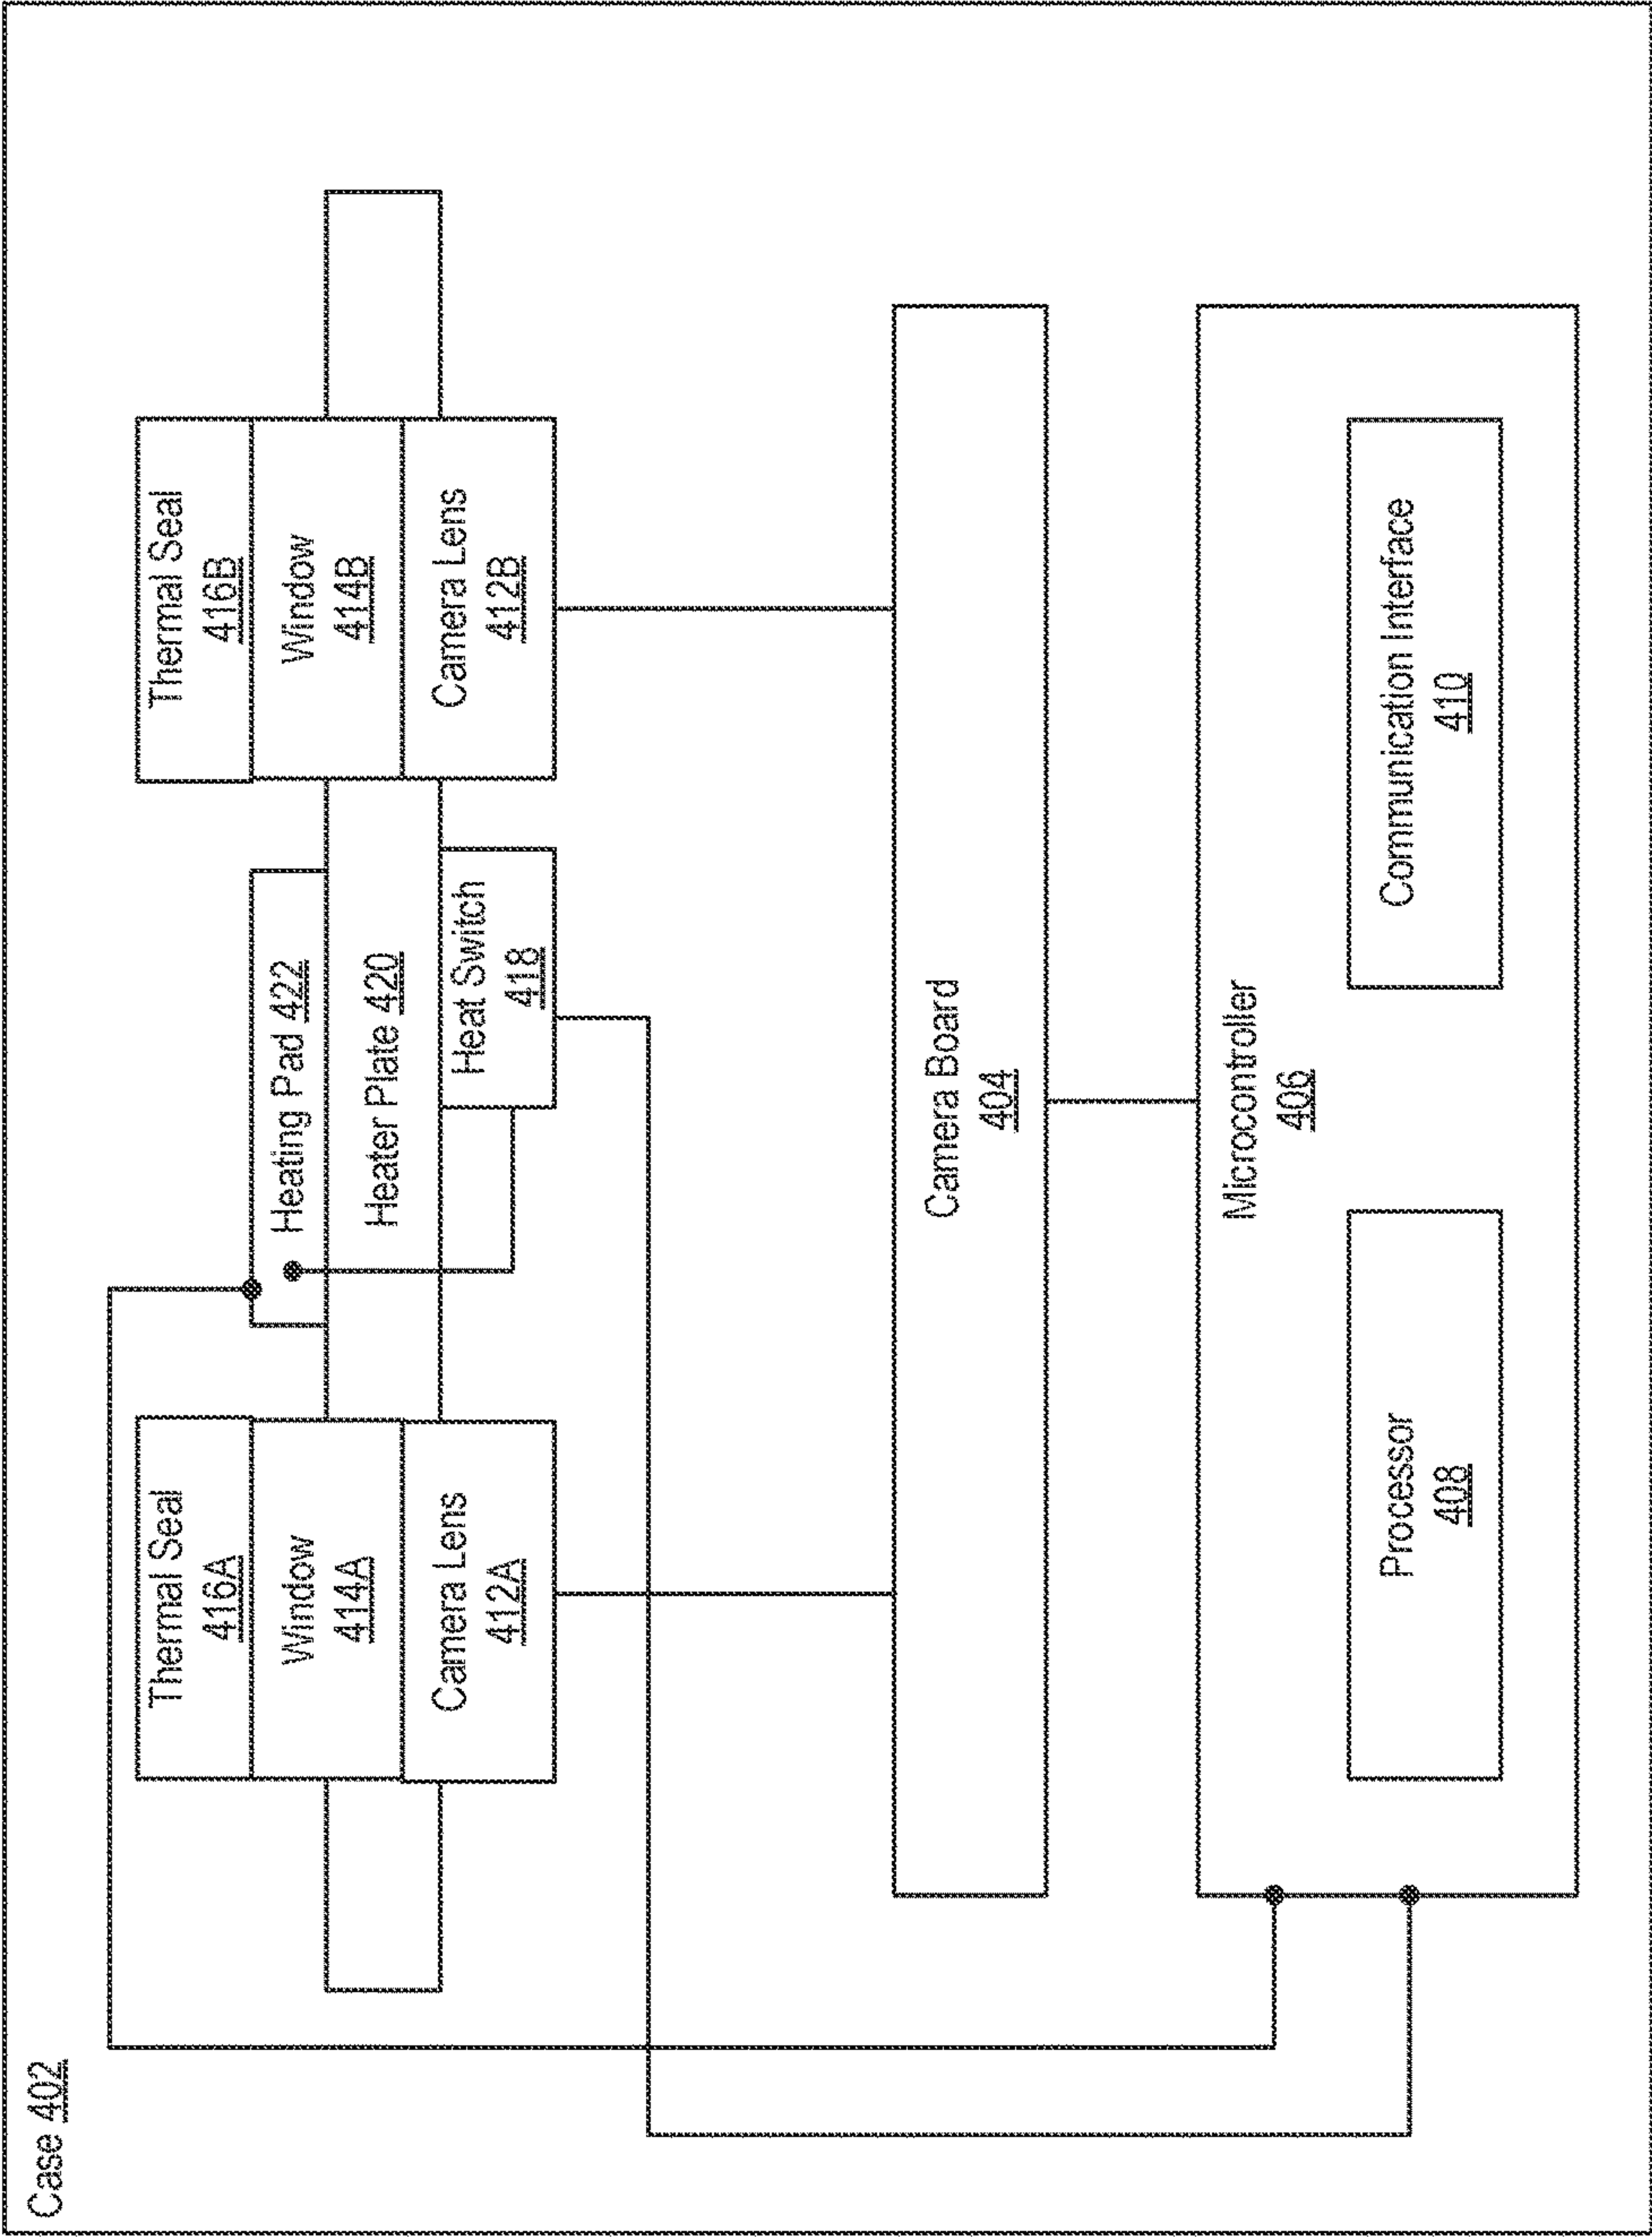 Case 402
Thermal Seal
416A
Window
414A
Camera Lens
412A
Heating Pad 422
Heater Plate 420
Heat Switch
418
Thermal Seal
416B
Window
414B
Camera Lens
412B
Camera Board
404
Microcontroller
406
Processor
408
Communication Interface
410